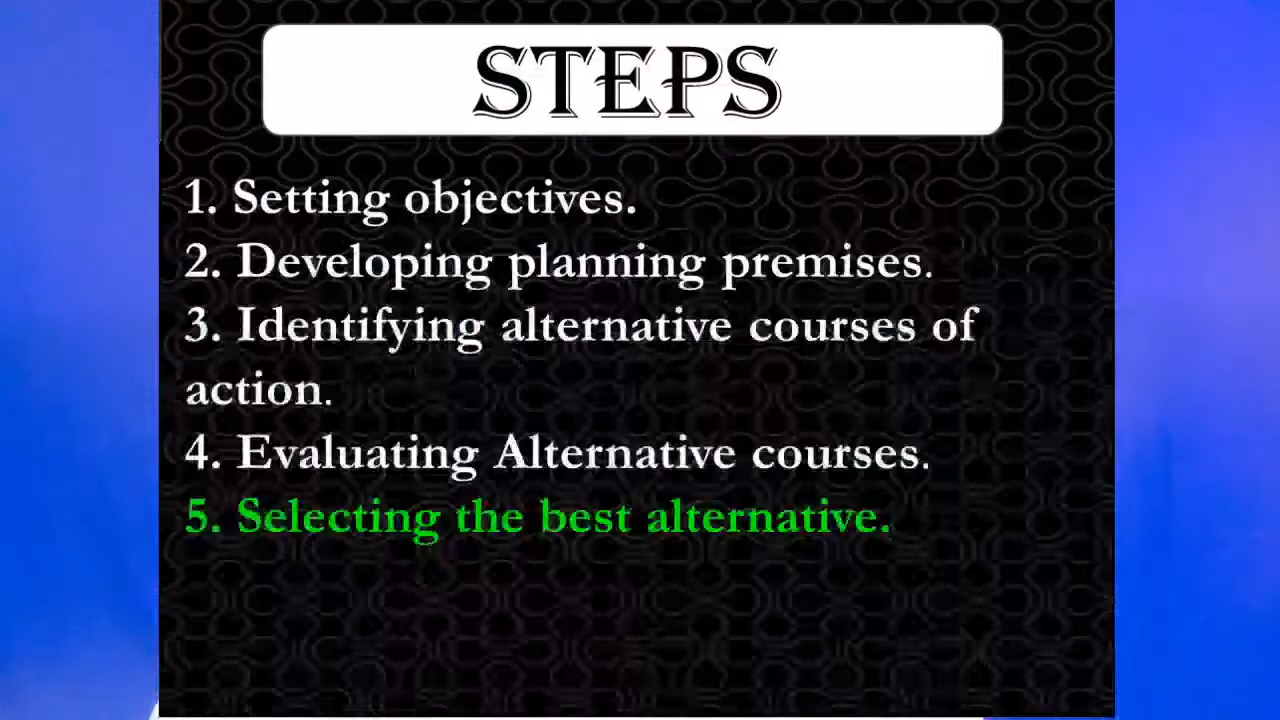 STEPS
1. Setting objectives.
2. Developing planning premises.
3. Identifying alternative courses of
action.
4. Evaluating Alternative courses.
5. Selecting the best alternative.